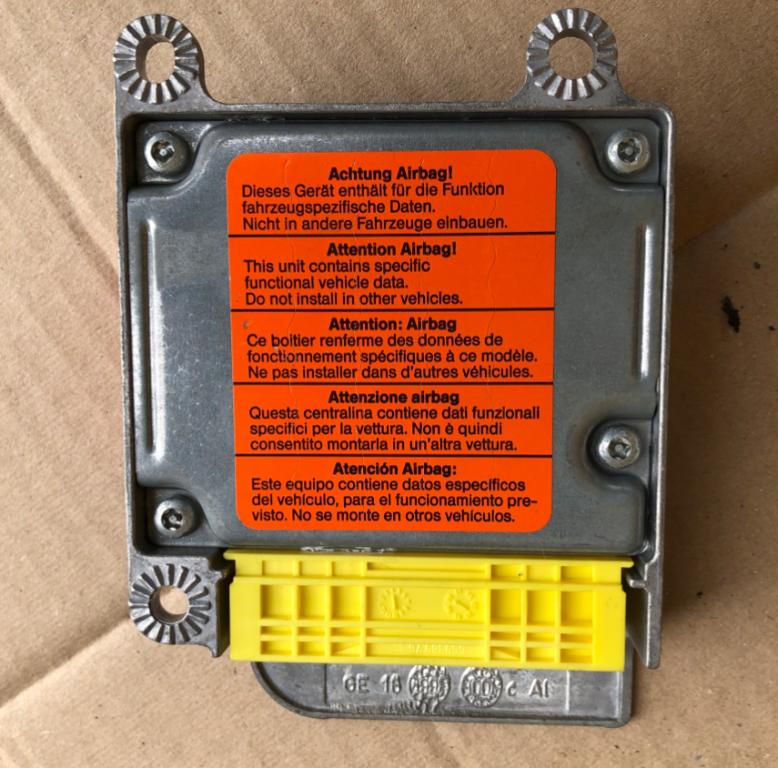 Achtung Airbag!
Dieses Gerät enthält für die Funktion
fahrzeugspezifische Daten.
Nicht in andere Fahrzeuge einbauen.
Attention Airbag!
This unit contains specific
functional vehicle data.
Do not install in other vehicles.
Attention: Airbag
Ce boitier renferme des données de
fonctionnement spécifiques à ce modèle.
Ne pas installer dans d'autres véhicules.
Attenzione airbag
Questa centralina contiene dati funzionali
specifici per la vettura. Non è quindi
consentito montarla in un'altra vettura.
Atención Airbag:
Este equipo contiene datos específicos
del vehículo, para el funcionamiento pre-
visto. No se monte en otros vehículos.